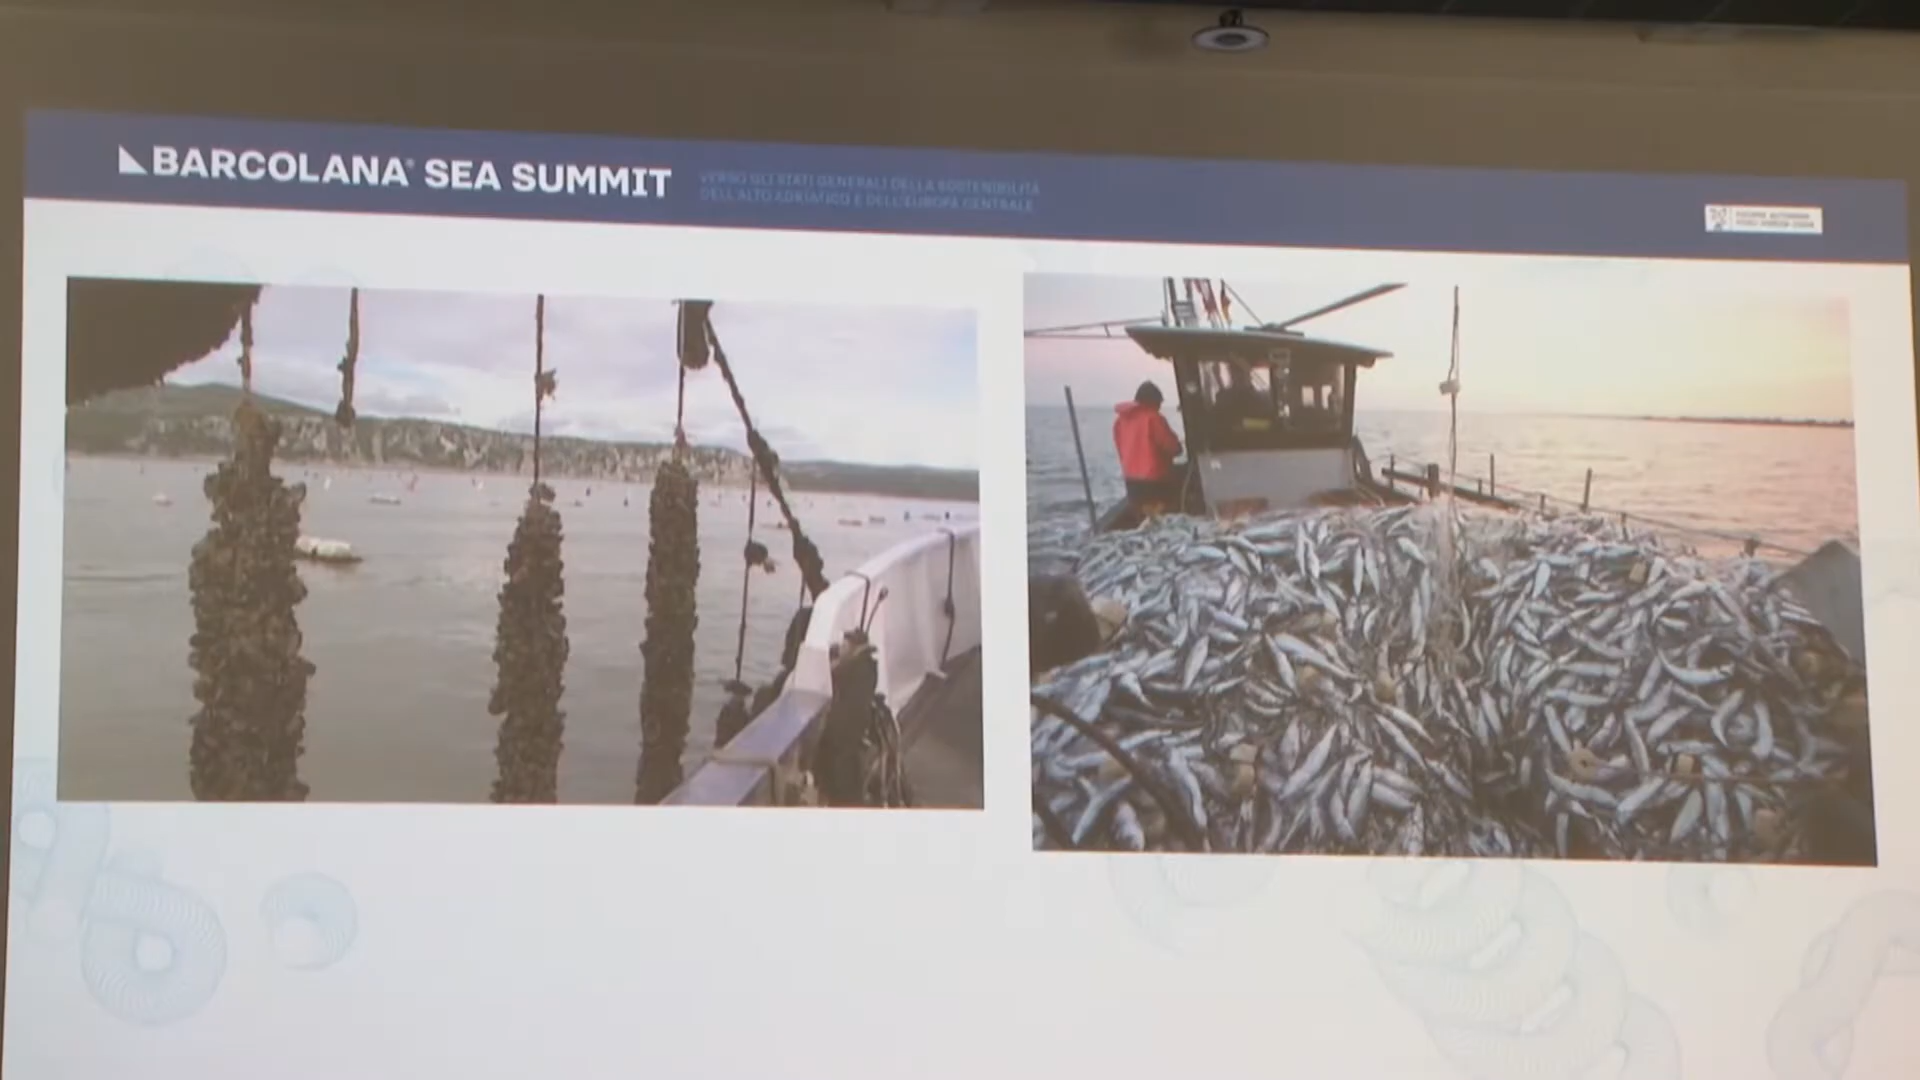 BARCOLANA® SEA SUMMIT
VERSO GLI STATI GENERALI DELLA SOSTENIBILITÀ
DELL'ALTO ADRIATICO E DELL'EUROPA CENTRALE